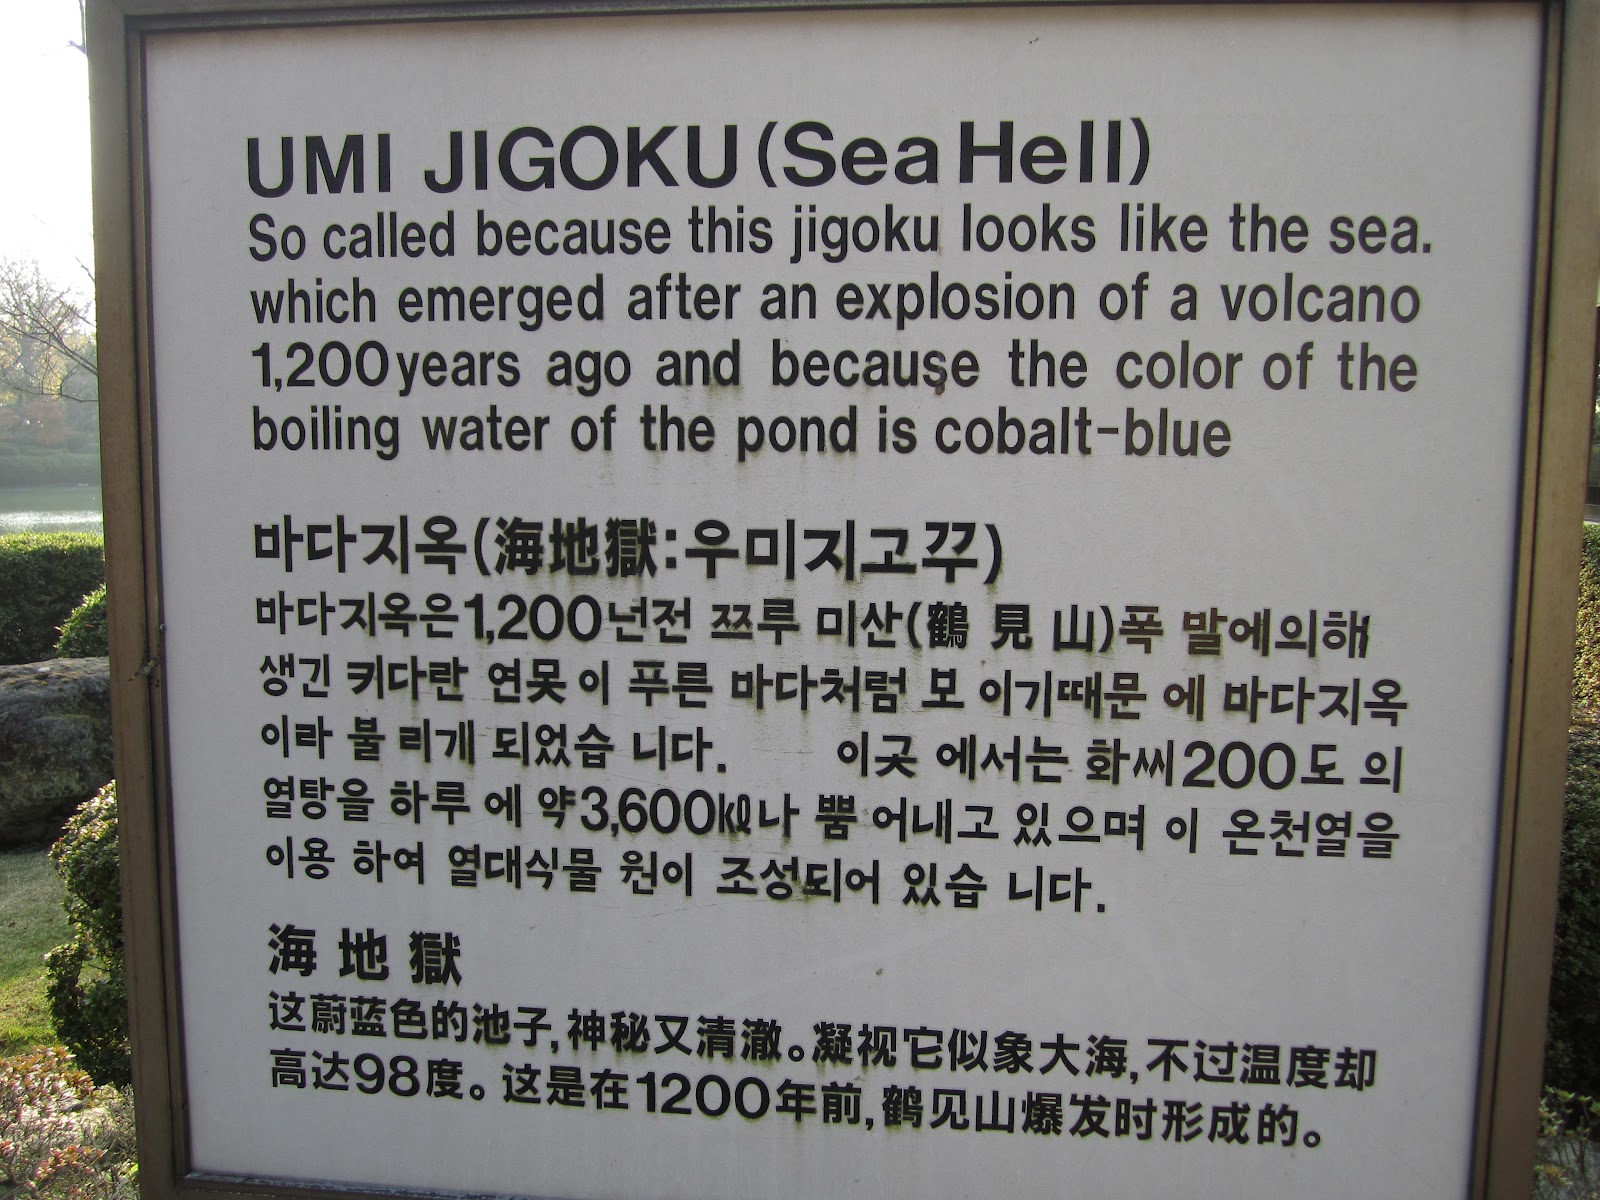 UMI JIGOKU(Sea Hell)
So called because this jigoku looks like the sea.
which emerged after an explosion of a volcano
1,200years ago and because the color of the
boiling water of the pond is cobalt-blue
바다지옥(海地獄:우미지고꾸)
바다지옥은1,200넌전 쯔루 미산(鶴 見 山)폭 발에의해
생긴 키다란 연못 이 푸른 바다처럼 보 이기때문 에 바다지옥
이라 불 리게 되었습 니다. 이곳 에서는 화씨200도 의
열탕을 하루 에 약3,600㎘나 뿜 어내고 있으며 이 온천열을
이용 하여 열대식물 원이 조성되어 있습 니다.
海 地 獄
这蔚蓝色的池子,神秘又清澈。凝视它似象大海,不过温度却
高达98度。这是在1200年前,鹤见山爆发时形成的。